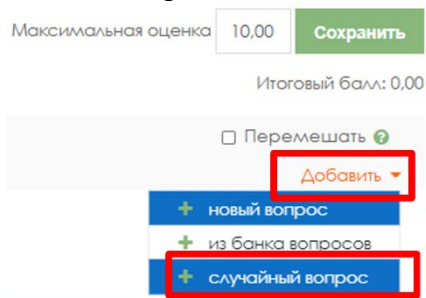 Максимальная оценка 10,00 Сохранить
Итоговый балл: 0,00
Перемешать
Добавить
новый вопрос
из банка вопросов
случайный вопрос